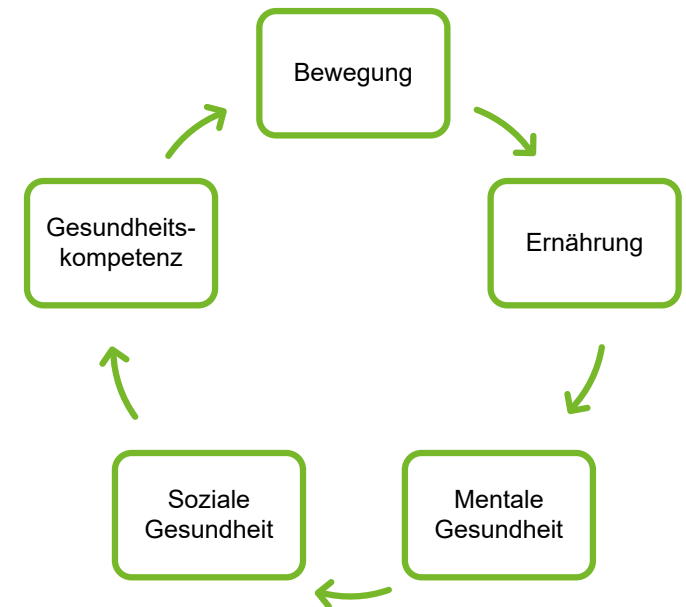 Bewegung
Ernährung
Mentale
Gesundheit
Soziale
Gesundheit
Gesundheits-
kompetenz